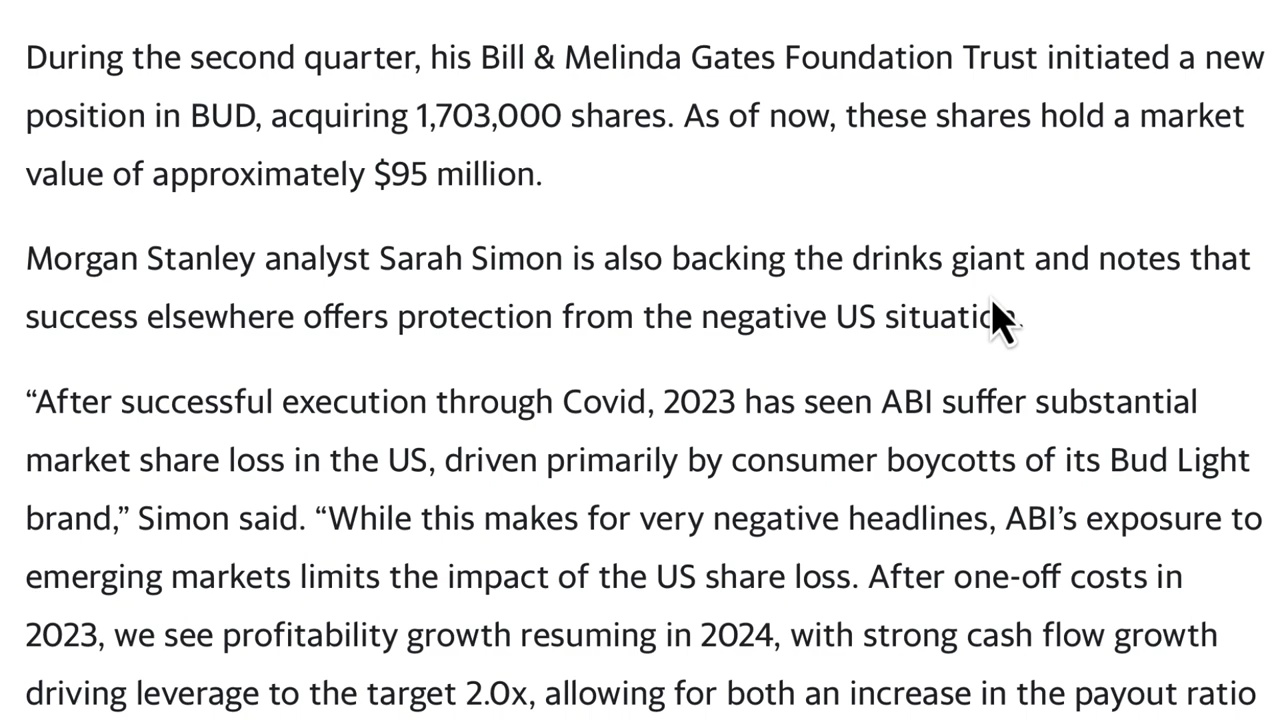 During the second quarter, his Bill & Melinda Gates Foundation Trust initiated a new
position in BUD, acquiring 1,703,000 shares. As of now, these shares hold a market
value of approximately $95 million.
Morgan Stanley analyst Sarah Simon is also backing the drinks giant and notes that
success elsewhere offers protection from the negative US situation.
“After successful execution through Covid, 2023 has seen ABI suffer substantial
market share loss in the US, driven primarily by consumer boycotts of its Bud Light
brand,” Simon said. “While this makes for very negative headlines, ABI’s exposure to
emerging markets limits the impact of the US share loss. After one-off costs in
2023, we see profitability growth resuming in 2024, with strong cash flow growth
driving leverage to the target 2.0x, allowing for both an increase in the payout ratio